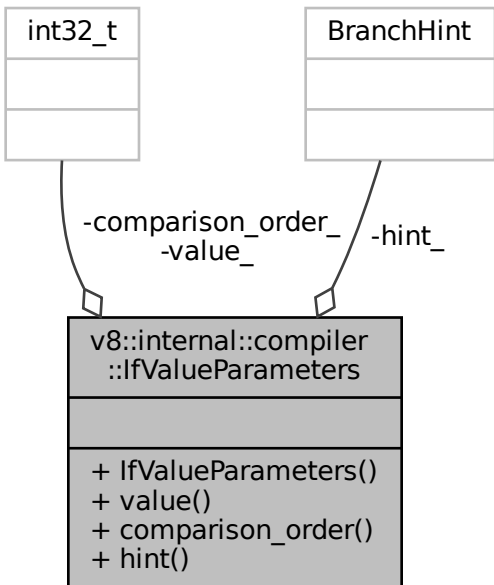 int32_t
BranchHint
-comparison_order_
-value_
-hint_
v8::internal::compiler
::IfValueParameters
+ IfValueParameters()
+ value()
+ comparison_order()
+ hint()